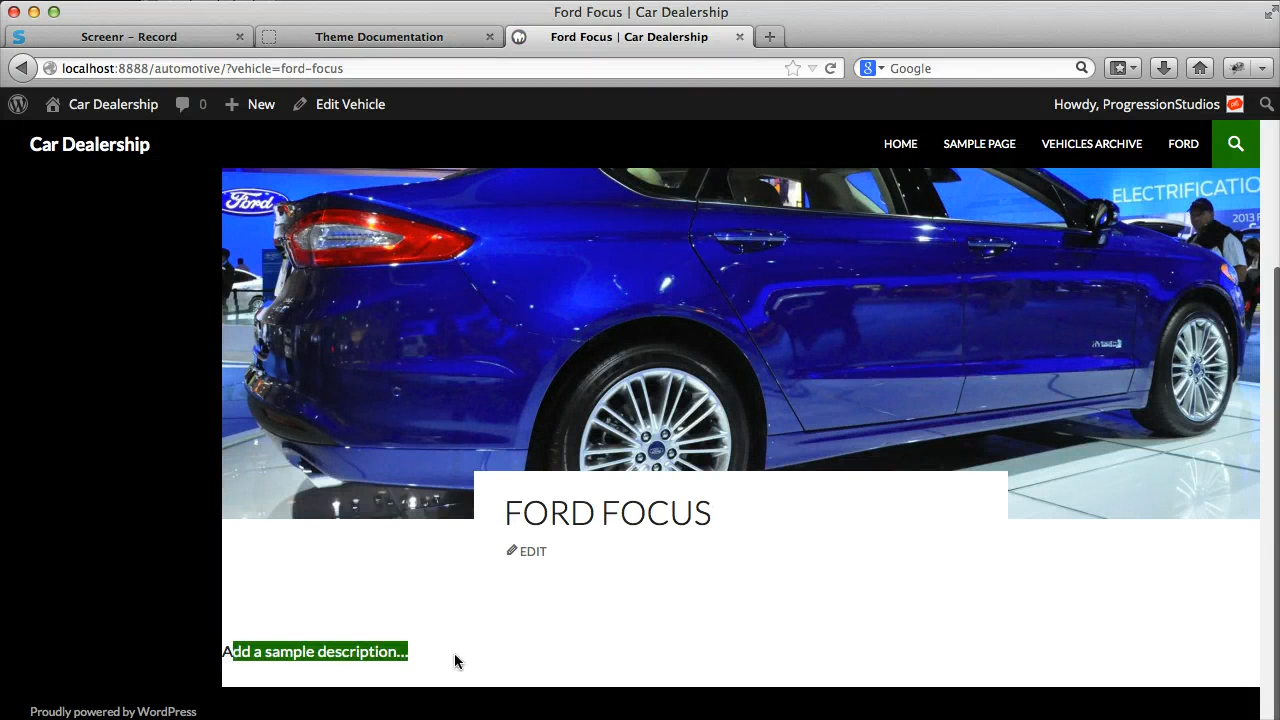 Ford Focus | Car Dealership
Screenr - Record
Theme Documentation
Ford Focus | Car Dealership
localhost:8888/automotive/?vehicle=ford-focus
Google
Car Dealership
0
New
Edit Vehicle
Howdy, ProgressionStudios
Car Dealership
HOME
SAMPLE PAGE
VEHICLES ARCHIVE
FORD
Ford
ELECTRIFICATIO
2013 F
HYBRID
FORD FOCUS
EDIT
Add a sample description...
Proudly powered by WordPress